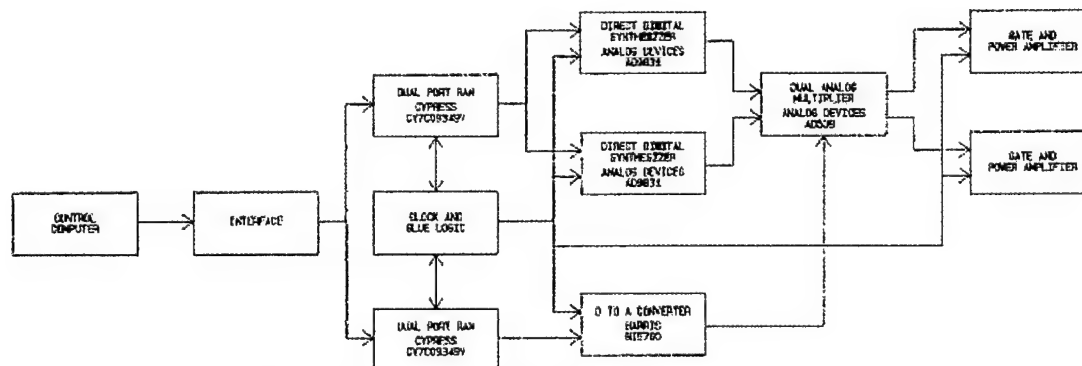 DIRECT DIGITAL
SYNTHESIZER
ANALOG DEVICES
AD9831
GATE AND
POWER AMPLIFIER
DUAL PORT RAM
CYPRESS
DUAL ANALOG
MULTIPLIER
ANALOG DEVICES
AD539
DIRECT DIGITAL
SYNTHESIZER
ANALOG DEVICES
AD9831
GATE AND
POWER AMPLIFIER
CONTROL
COMPUTER
INTERFACE
CLOCK AND
GLUE LOGIC
DUAL PORT RAM
CYPRESS
D TO A CONVERTER
HARRIS